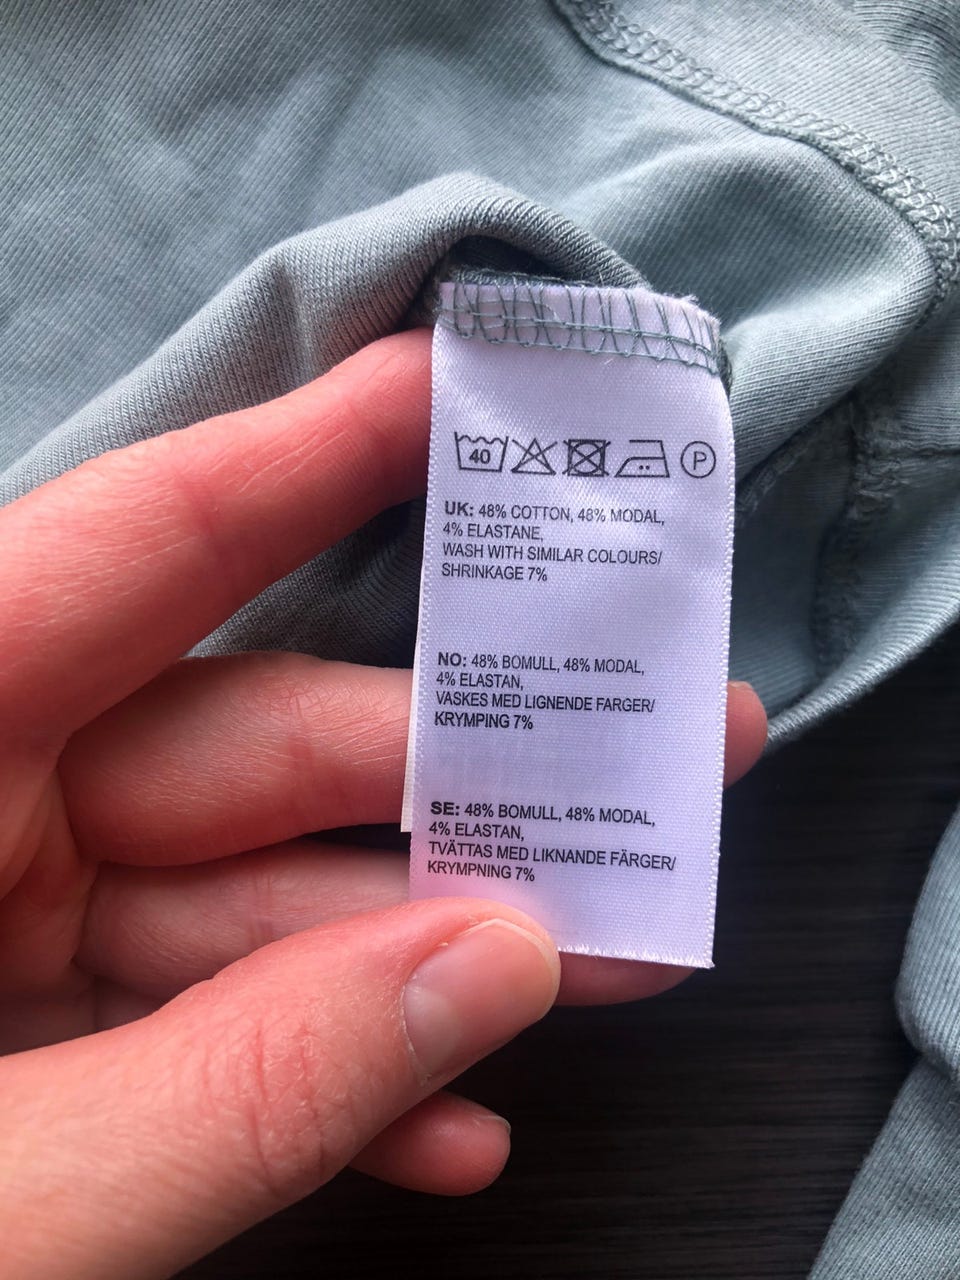 40 P
UK: 48% COTTON, 48% MODAL,
4% ELASTANE,
WASH WITH SIMILAR COLOURS/
SHRINKAGE 7%
NO: 48% BOMULL, 48% MODAL,
4% ELASTAN,
VASKES MED LIGNENDE FARGER/
KRYMPING 7%
SE: 48% BOMULL, 48% MODAL,
4% ELASTAN,
TVÄTTAS MED LIKNANDE FÄRGER/
KRYMPNING 7%